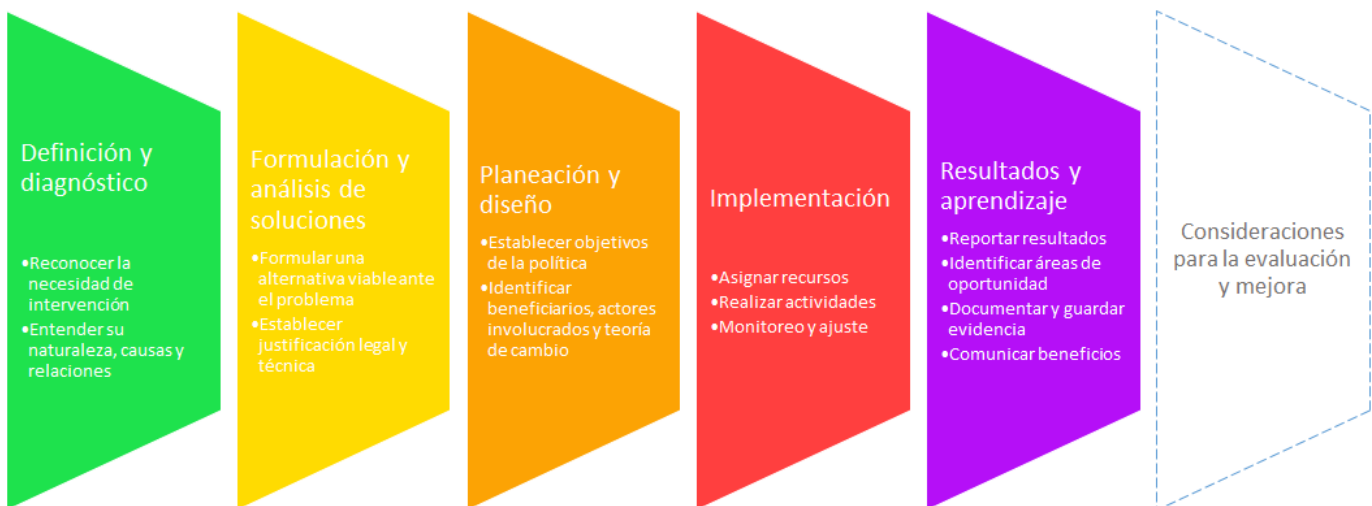 Definición y
diagnóstico
•Reconocer la
necesidad de
intervención
•Entender su
naturaleza, causas y
relaciones
Formulación y
análisis de
soluciones
•Formular una
alternativa viable ante
el problema
•Establecer
justificación legal y
técnica
Planeación y
diseño
•Establecer objetivos
de la política
•Identificar
beneficiarios, actores
involucrados y teoría
de cambio
Implementación
•Asignar recursos
•Realizar actividades
•Monitoreo y ajuste
Resultados y
aprendizaje
•Reportar resultados
•Identificar áreas de
oportunidad
•Documentar y guardar
evidencia
•Comunicar beneficios
Consideraciones
para la evaluación
y mejora